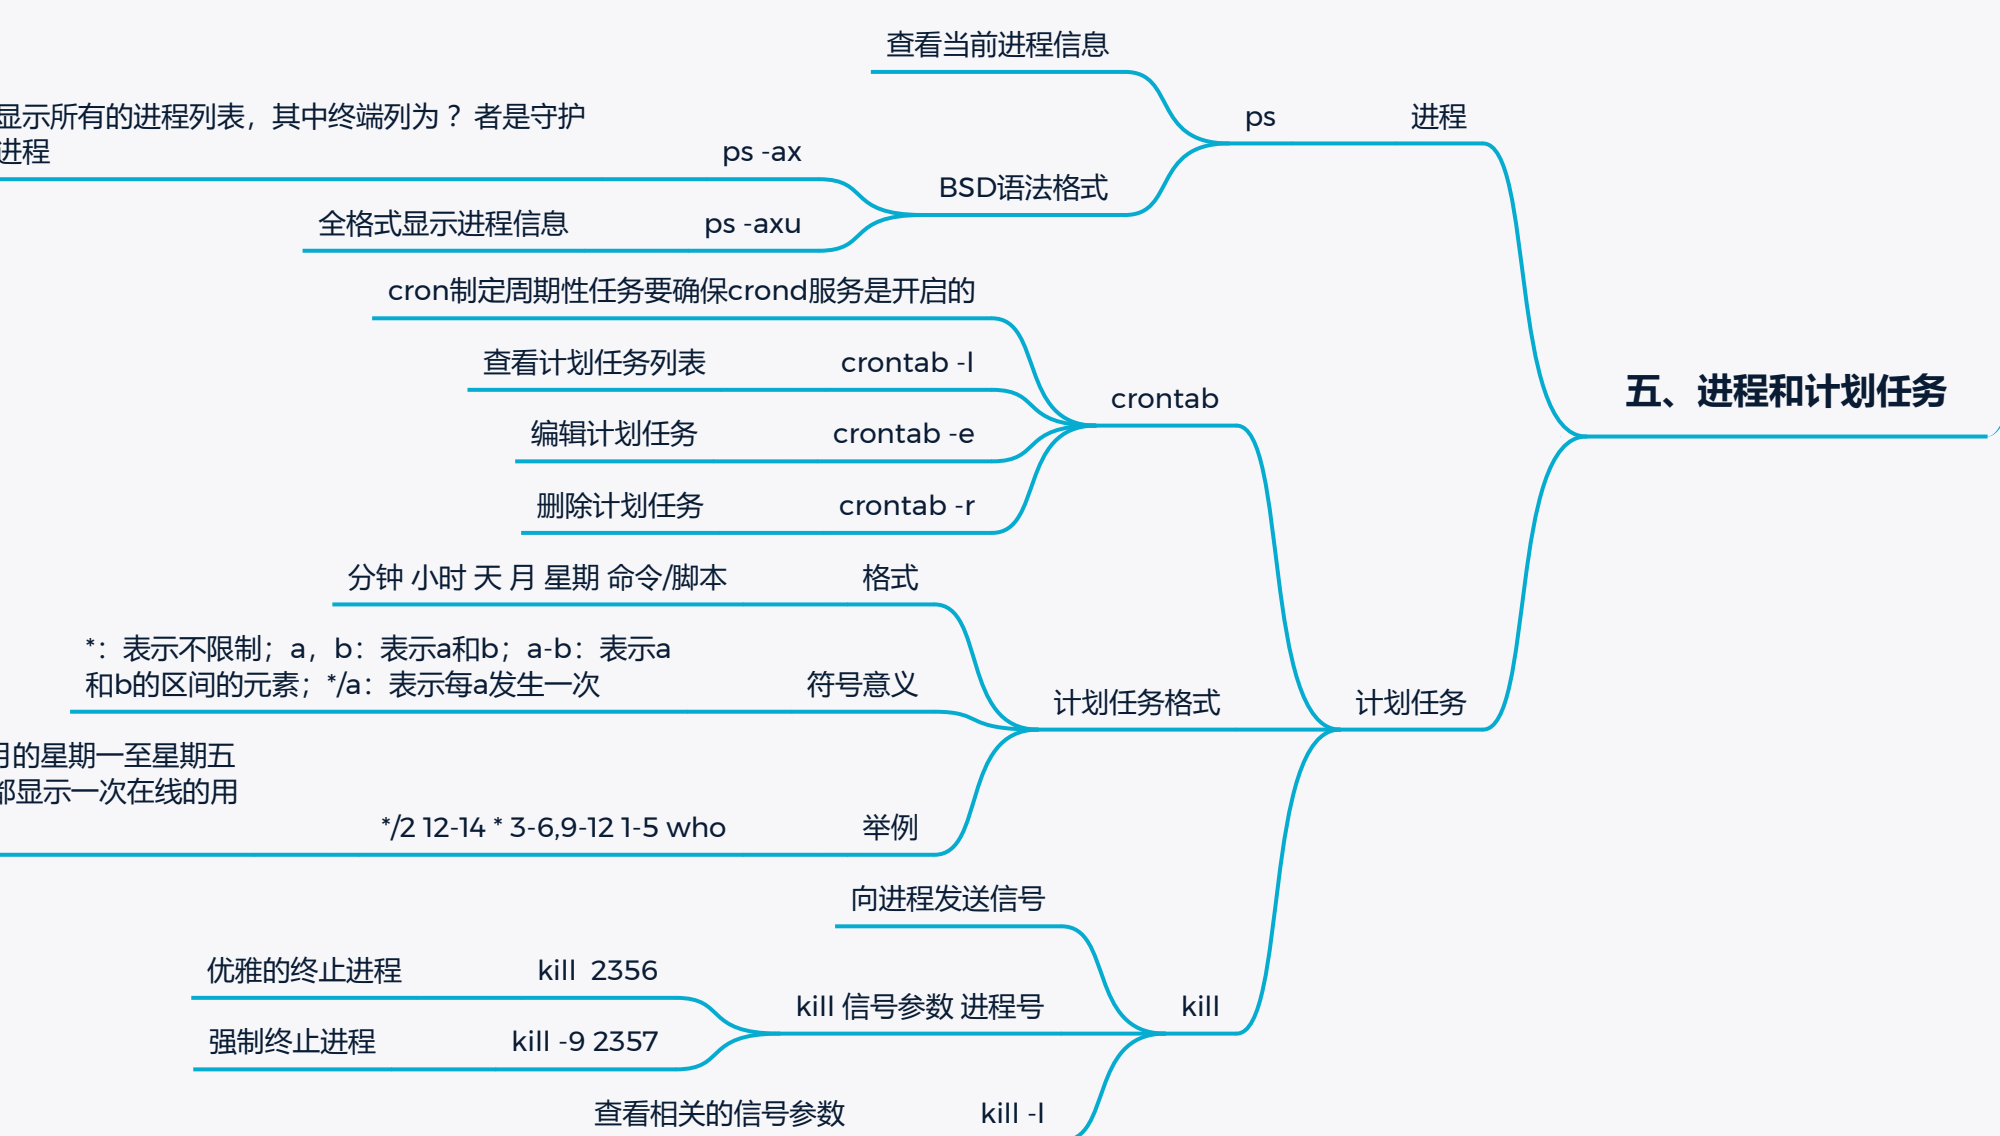 五、进程和计划任务
进程
ps
查看当前进程信息
BSD语法格式
ps -ax
显示所有的进程列表，其中终端列为？者是守护
进程
ps -axu
全格式显示进程信息
计划任务
crontab
cron制定周期性任务要确保crond服务是开启的
crontab -l
查看计划任务列表
crontab -e
编辑计划任务
crontab -r
删除计划任务
计划任务格式
格式
分钟 小时 天 月 星期 命令/脚本
符号意义
*：表示不限制；a，b：表示a和b；a-b：表示a
和b的区间的元素；*/a：表示每a发生一次
举例
*/2 12-14 * 3-6,9-12 1-5 who
月的星期一至星期五
都显示一次在线的用
kill
向进程发送信号
kill 信号参数 进程号
kill  2356
优雅的终止进程
kill -9 2357
强制终止进程
kill -l
查看相关的信号参数